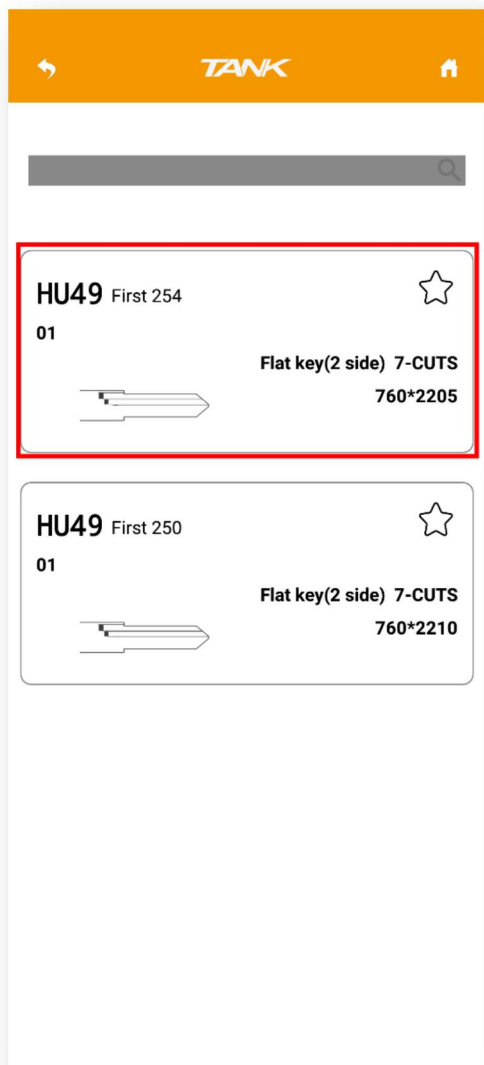 TANK
HU49 First 254
01
Flat key(2 side) 7-CUTS
760*2205
HU49 First 250
01
Flat key(2 side) 7-CUTS
760*2210